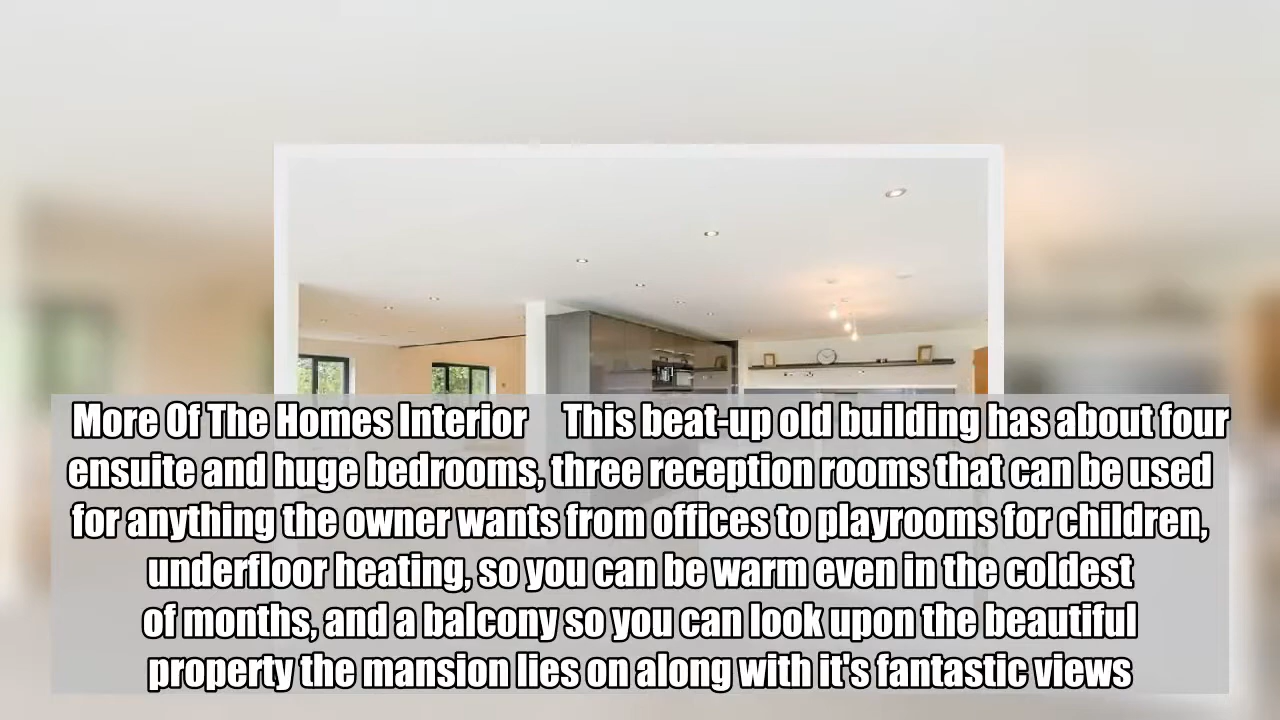 More Of The Homes Interior This beat-up old building has about four
ensuite and huge bedrooms, three reception rooms that can be used
for anything the owner wants from offices to playrooms for children,
underfloor heating, so you can be warm even in the coldest
of months, and a balcony so you can look upon the beautiful
property the mansion lies on along with it's fantastic views